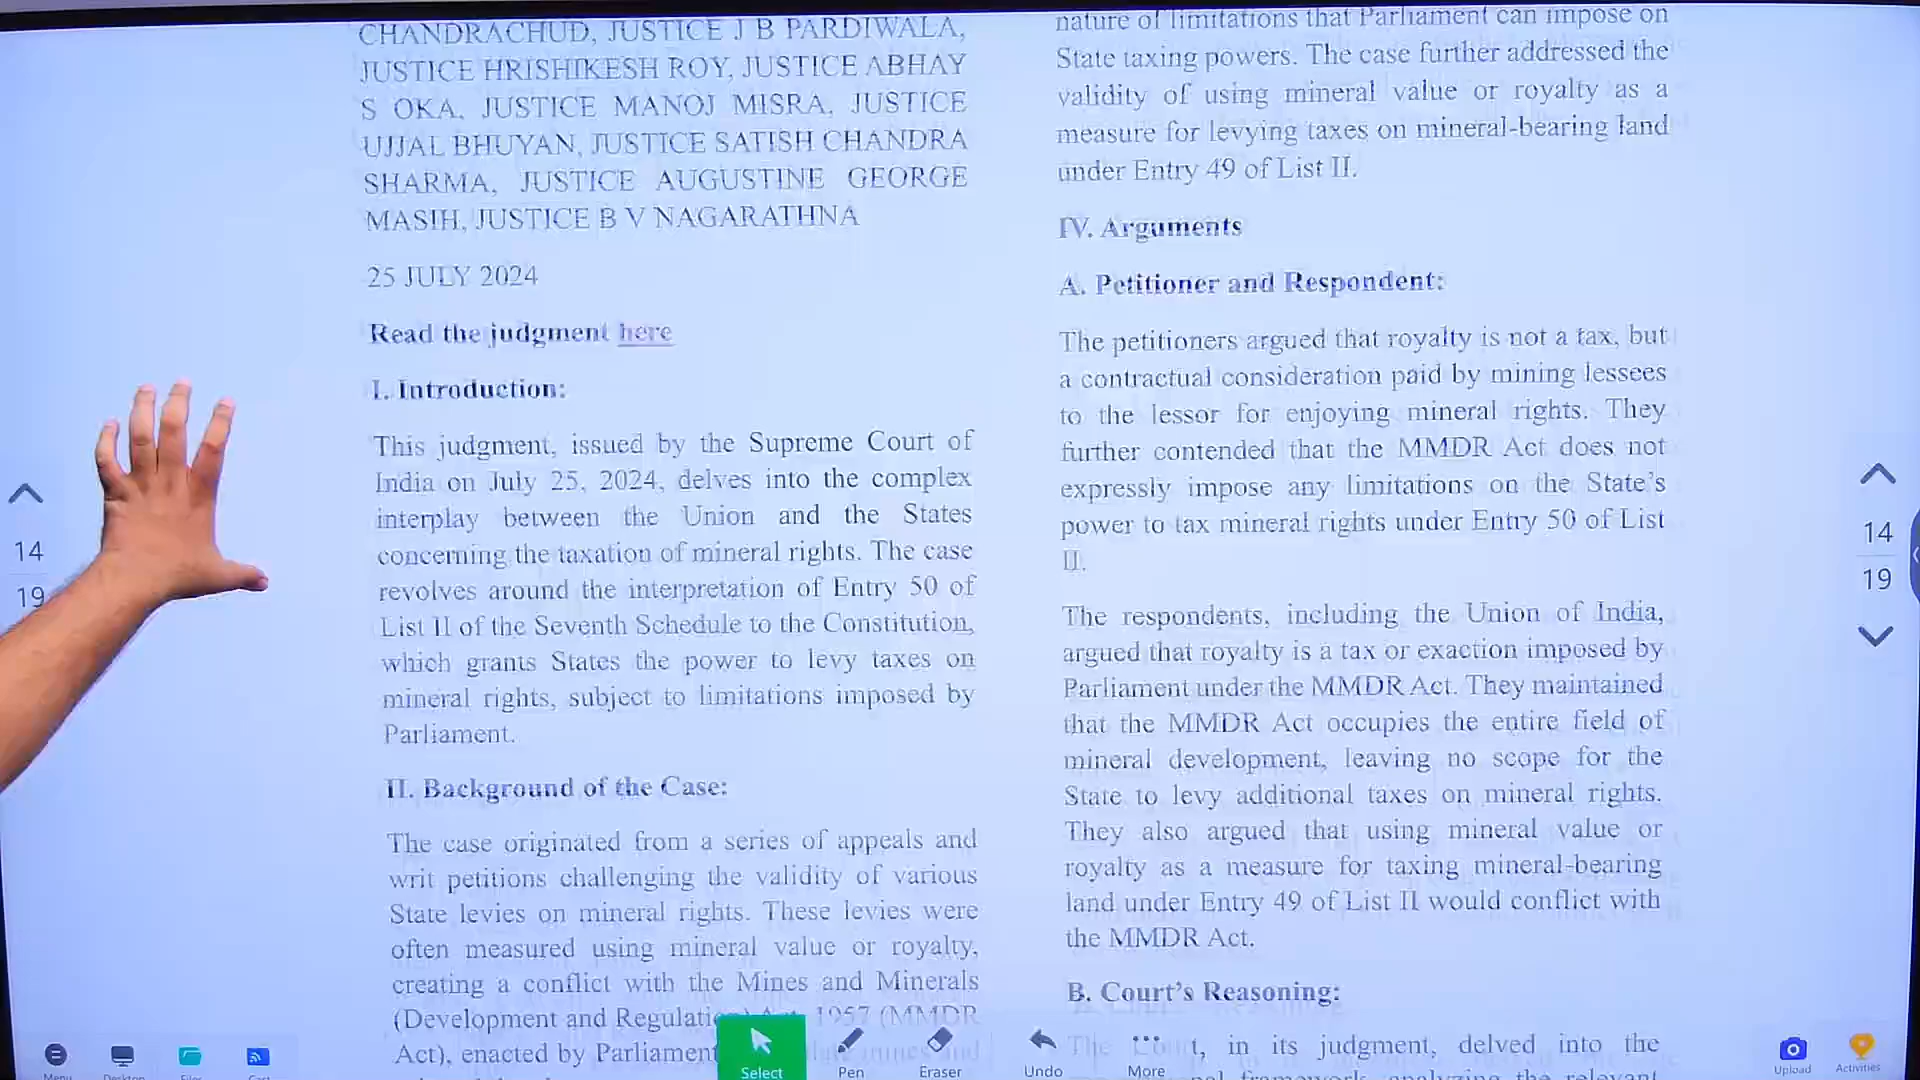 CHANDRACHUD, JUSTICE J B PARDIWALA,
JUSTICE HRISHIKESH ROY, JUSTICE ABHAY
S OKA, JUSTICE MANOJ MISRA, JUSTICE
UJJAL BHUYAN, JUSTICE SATISH CHANDRA
SHARMA, JUSTICE AUGUSTINE GEORGE
MASIH, JUSTICE B V NAGARATHNA
25 JULY 2024
Read the judgment here
I. Introduction:
This judgment, issued by the Supreme Court of
India on July 25, 2024, delves into the complex
interplay between the Union and the States
concerning the taxation of mineral rights. The case
revolves around the interpretation of Entry 50 of
List II of the Seventh Schedule to the Constitution,
which grants States the power to levy taxes on
mineral rights, subject to limitations imposed by
Parliament.
II. Background of the Case:
The case originated from a series of appeals and
writ petitions challenging the validity of various
State levies on mineral rights. These levies were
often measured using mineral value or royalty,
creating a conflict with the Mines and Minerals
(Development and Regulation) Act, 1957 (MMDR
Act), enacted by Parliament
nature of limitations that Parliament can impose on
State taxing powers. The case further addressed the
validity of using mineral value or royalty as a
measure for levying taxes on mineral-bearing land
under Entry 49 of List II.
IV. Arguments
A. Petitioner and Respondent:
The petitioners argued that royalty is not a tax, but
a contractual consideration paid by mining lessees
to the lessor for enjoying mineral rights. They
further contended that the MMDR Act does not
expressly impose any limitations on the State's
power to tax mineral rights under Entry 50 of List
II.
The respondents, including the Union of India,
argued that royalty is a tax or exaction imposed by
Parliament under the MMDR Act. They maintained
that the MMDR Act occupies the entire field of
mineral development, leaving no scope for the
State to levy additional taxes on mineral rights.
They also argued that using mineral value or
royalty as a measure for taxing mineral-bearing
land under Entry 49 of List II would conflict with
the MMDR Act.
B. Court's Reasoning:
The Court, in its judgment, delved into the
framework, analyzing the relevant
14
19
14
19
Menu
Desktop
Files
Cast
Select
Pen
Eraser
Undo
More
Upload
Activities